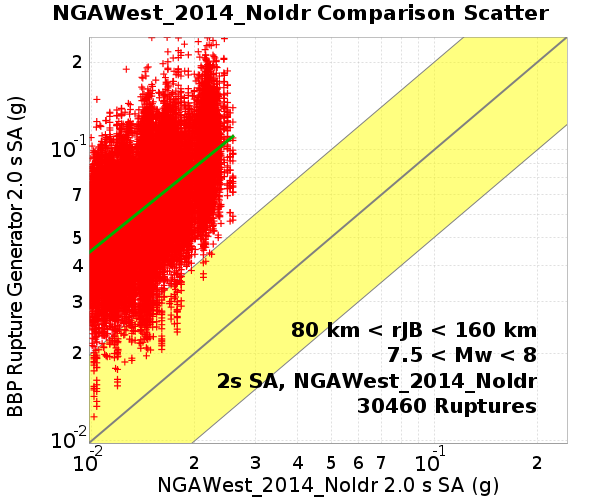 NGAWest_2014_NoIdr Comparison Scatter
BBP Rupture Generator 2.0 s SA (g)
2
10-1
7
5
4
3
2
10-2
80 km < rJB < 160 km
7.5 < Mw < 8
2s SA, NGAWest_2014_NoIdr
30460 Ruptures
10-2 2 3 4 5 6 7 10-1 2
NGAWest_2014_NoIdr 2.0 s SA (g)